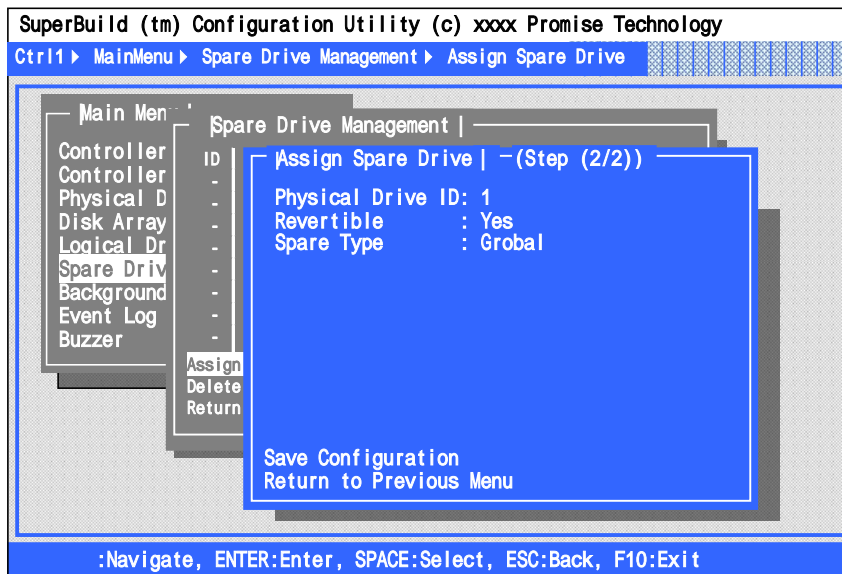 SuperBuild (tm) Configuration Utility (c) xxxx Promise Technology
Ctrl1 MainMenu Spare Drive Management Assign Spare Drive
Main Men
Controller
Controller
Physical D
Disk Array
Logical Dr
Spare Driv
Background
Event Log
Buzzer
Spare Drive Management
ID
-
-
-
-
-
-
-
-
Assign
Delete
Return
Assign Spare Drive | -(Step (2/2))
Physical Drive ID: 1
Revertible : Yes
Spare Type : Grobal
Save Configuration
Return to Previous Menu
:Navigate, ENTER:Enter, SPACE:Select, ESC:Back, F10:Exit